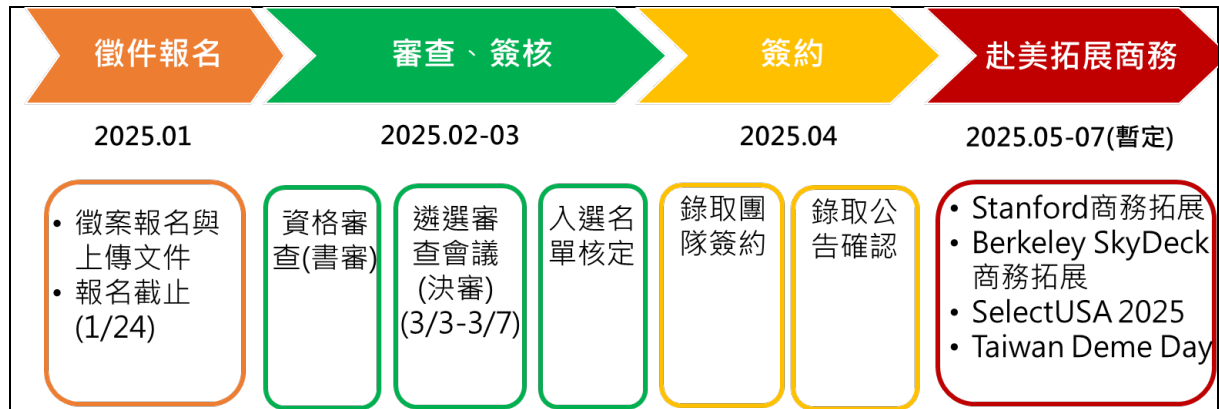 徵件報名
審查、簽核
簽約
赴美拓展商務
2025.01
2025.02-03
2025.04
2025.05-07(暫定)
• 徵案報名與
上傳文件
• 報名截止
(1/24)
資格審
查(書審)
遴選審
查會議
(決審)
(3/3-3/7)
入選名
單核定
錄取團
隊簽約
錄取公
告確認
• Stanford商務拓展
• Berkeley SkyDeck
商務拓展
• SelectUSA 2025
• Taiwan Deme Day